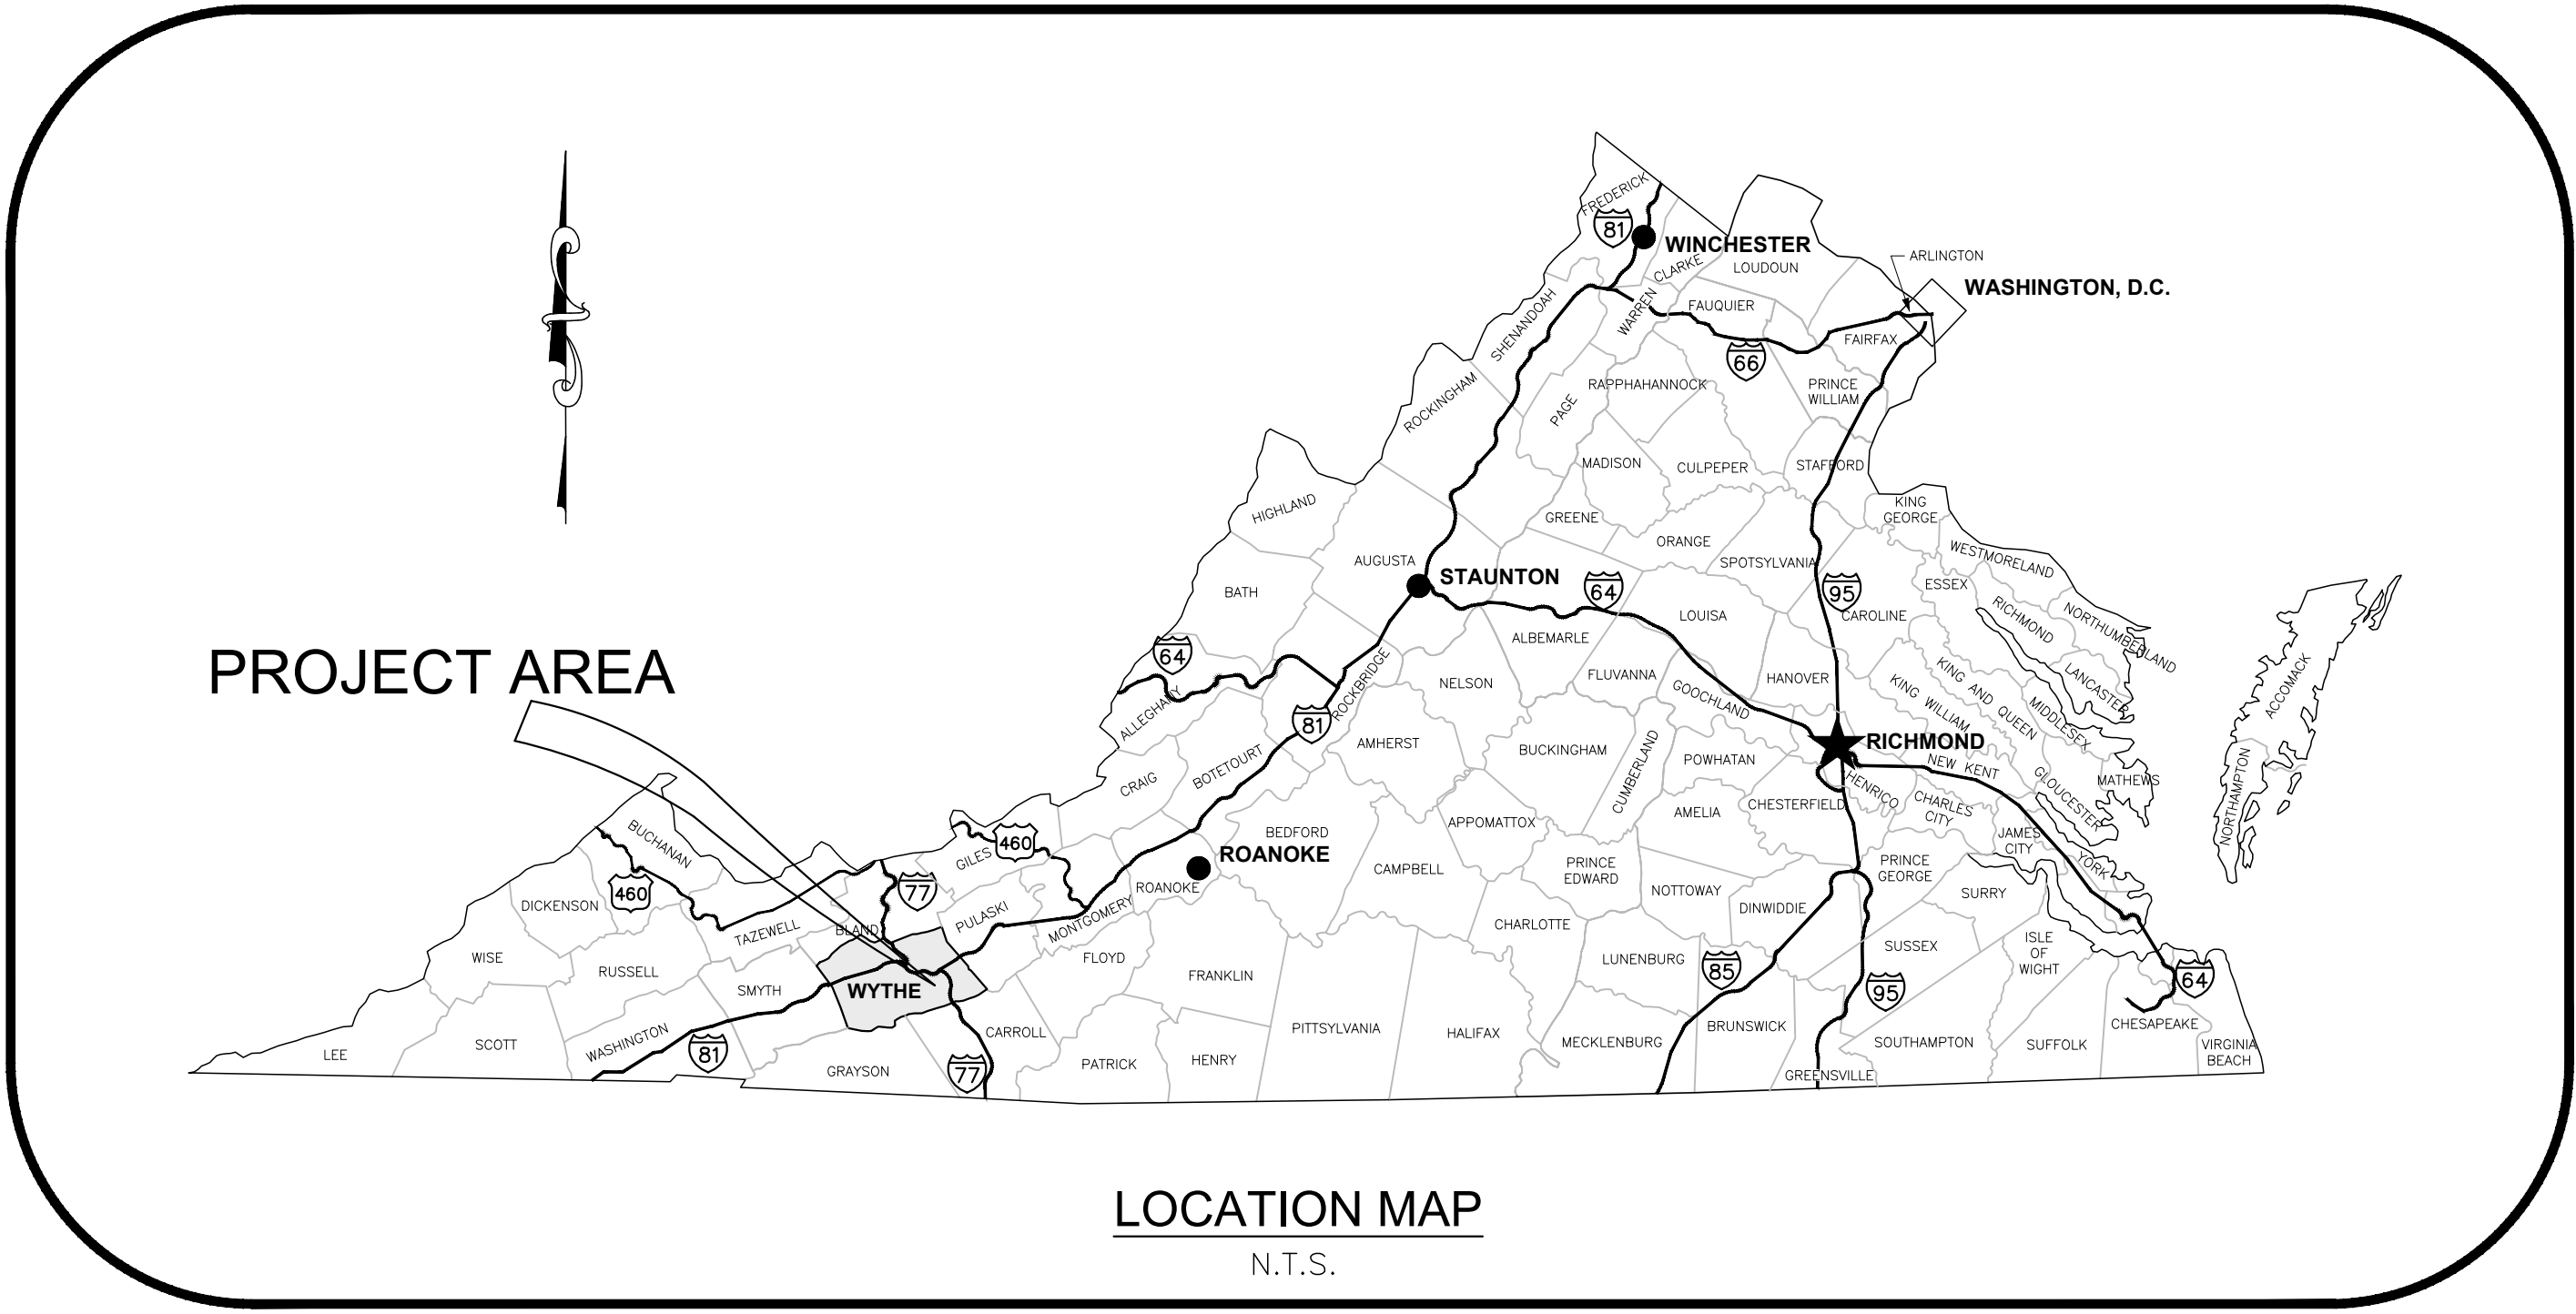 FREDERICK
81
WINCHESTER
CLARKE
LOUDOUN
ARLINGTON
WASHINGTON, D.C.
SHENANDOAH
WARREN
FAUQUIER
FAIRFAX
66
ROCKINGHAM
PAGE
RAPPHAHANNOCK
PRINCE
WILLIAM
MADISON
CULPEPER
STAFFORD
HIGHLAND
GREENE
KING
GEORGE
ORANGE
AUGUSTA
SPOTSYLVANIA
WESTMORELAND
STAUNTON
64
95
ESSEX
BATH
LOUISA
CAROLINE
RICHMOND
NORTHUMBERLAND
ALBEMARLE
64
PROJECT AREA
ROCKBRIDGE
NELSON
FLUVANNA
HANOVER
KING AND QUEEN
LANCASTER
ACCOMACK
ALLEGHANY
GOOCHLAND
KING WILLIAM
MIDDLESEX
81
AMHERST
BUCKINGHAM
CUMBERLAND
POWHATAN
RICHMOND
NEW KENT
CRAIG
BOTETOURT
GLOUCESTER
MATHEWS
NORTHAMPTON
AMELIA
CHESTERFIELD
HENRICO
CHARLES
CITY
BUCHANAN
460
GILES
BEDFORD
ROANOKE
APPOMATTOX
JAMES
CITY
YORK
460
77
ROANOKE
CAMPBELL
PRINCE
EDWARD
NOTTOWAY
PRINCE
GEORGE
SURRY
DICKENSON
TAZEWELL
BLAND
PULASKI
MONTGOMERY
CHARLOTTE
DINWIDDIE
WISE
RUSSELL
SMYTH
WYTHE
FLOYD
FRANKLIN
LUNENBURG
85
SUSSEX
ISLE
OF
WIGHT
95
64
LEE
SCOTT
WASHINGTON
81
GRAYSON
77
CARROLL
PATRICK
HENRY
PITTSYLVANIA
HALIFAX
MECKLENBURG
BRUNSWICK
GREENSVILLE
SOUTHAMPTON
SUFFOLK
CHESAPEAKE
VIRGINIA
BEACH
LOCATION MAP
N.T.S.